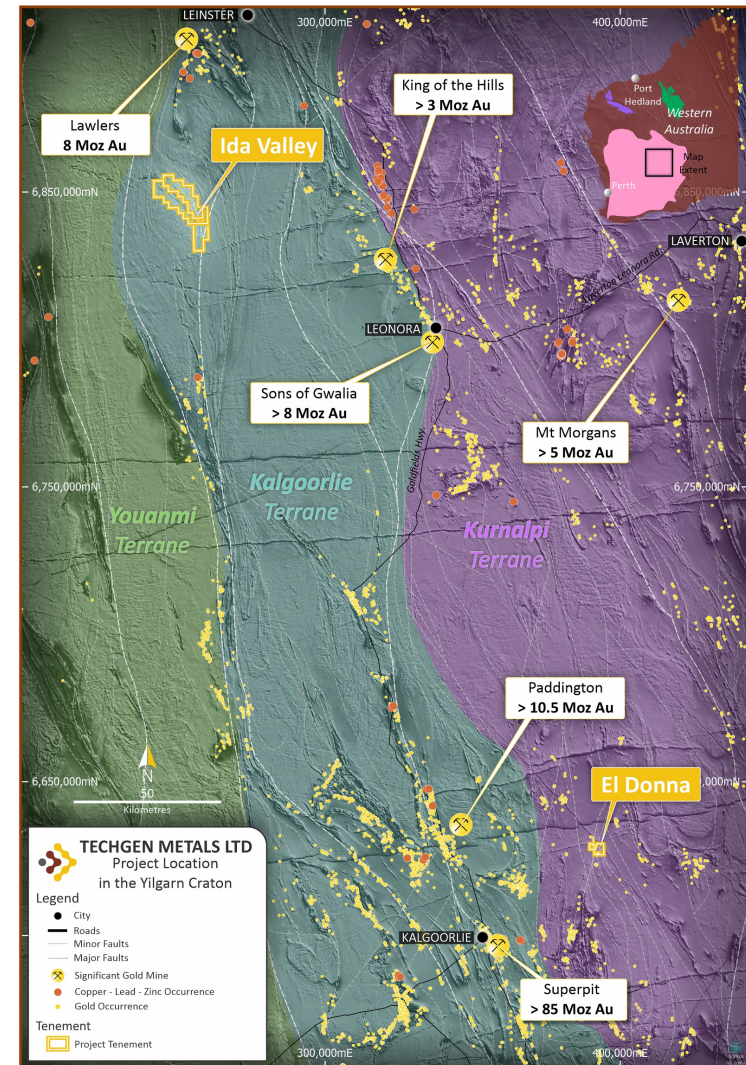 LEINSTER
300,000mE
400,000mE
King of the Hills
> 3 Moz Au
Port
Hedland
Western
Australia
Map
Extent
Perth
Lawlers
8 Moz Au
Ida Valley
6,850,000mN
6,850,000mN
LAVERTON
Laverton Leonora Rds
LEONORA
Sons of Gwalia
> 8 Moz Au
Mt Morgans
> 5 Moz Au
Goldfields Hwy
6,750,000mN
6,750,000mN
Kalgoorlie
Terrane
Youanmi
Terrane
Kurnalpi
Terrane
Paddington
> 10.5 Moz Au
6,650,000mN
,000mN
El Donna
N
50
Kilometres
TECHGEN METALS LTD
Project Location
in the Yilgarn Craton
Legend
City
Roads
Minor Faults
Major Faults
Significant Gold Mine
Copper - Lead - Zinc Occurrence
Gold Occurrence
Tenement
Project Tenement
KALGOORLIE
Superpit
> 85 Moz Au
300,000mE
400,000mE